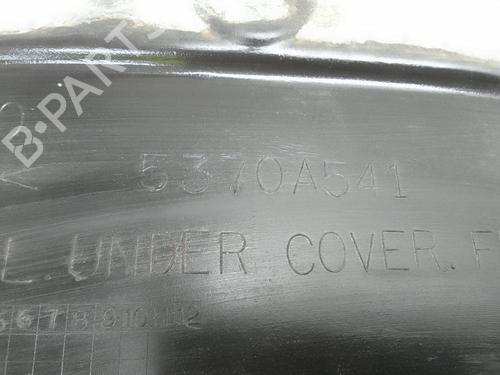 B-PARTS
5370A541
L. UNDER COVER. F
5 6 7 8 9 10 11 12